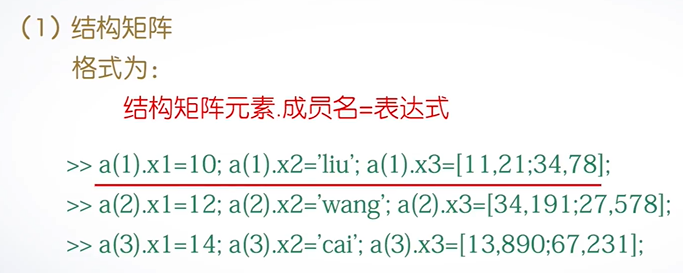 （1）结构矩阵
格式为：
结构矩阵元素.成员名=表达式
>> a(1).x1=10; a(1).x2='liu'; a(1).x3=[11,21;34,78];
>> a(2).x1=12; a(2).x2='wang'; a(2).x3=[34,191;27,578];
>> a(3).x1=14; a(3).x2='cai'; a(3).x3=[13,890;67,231];